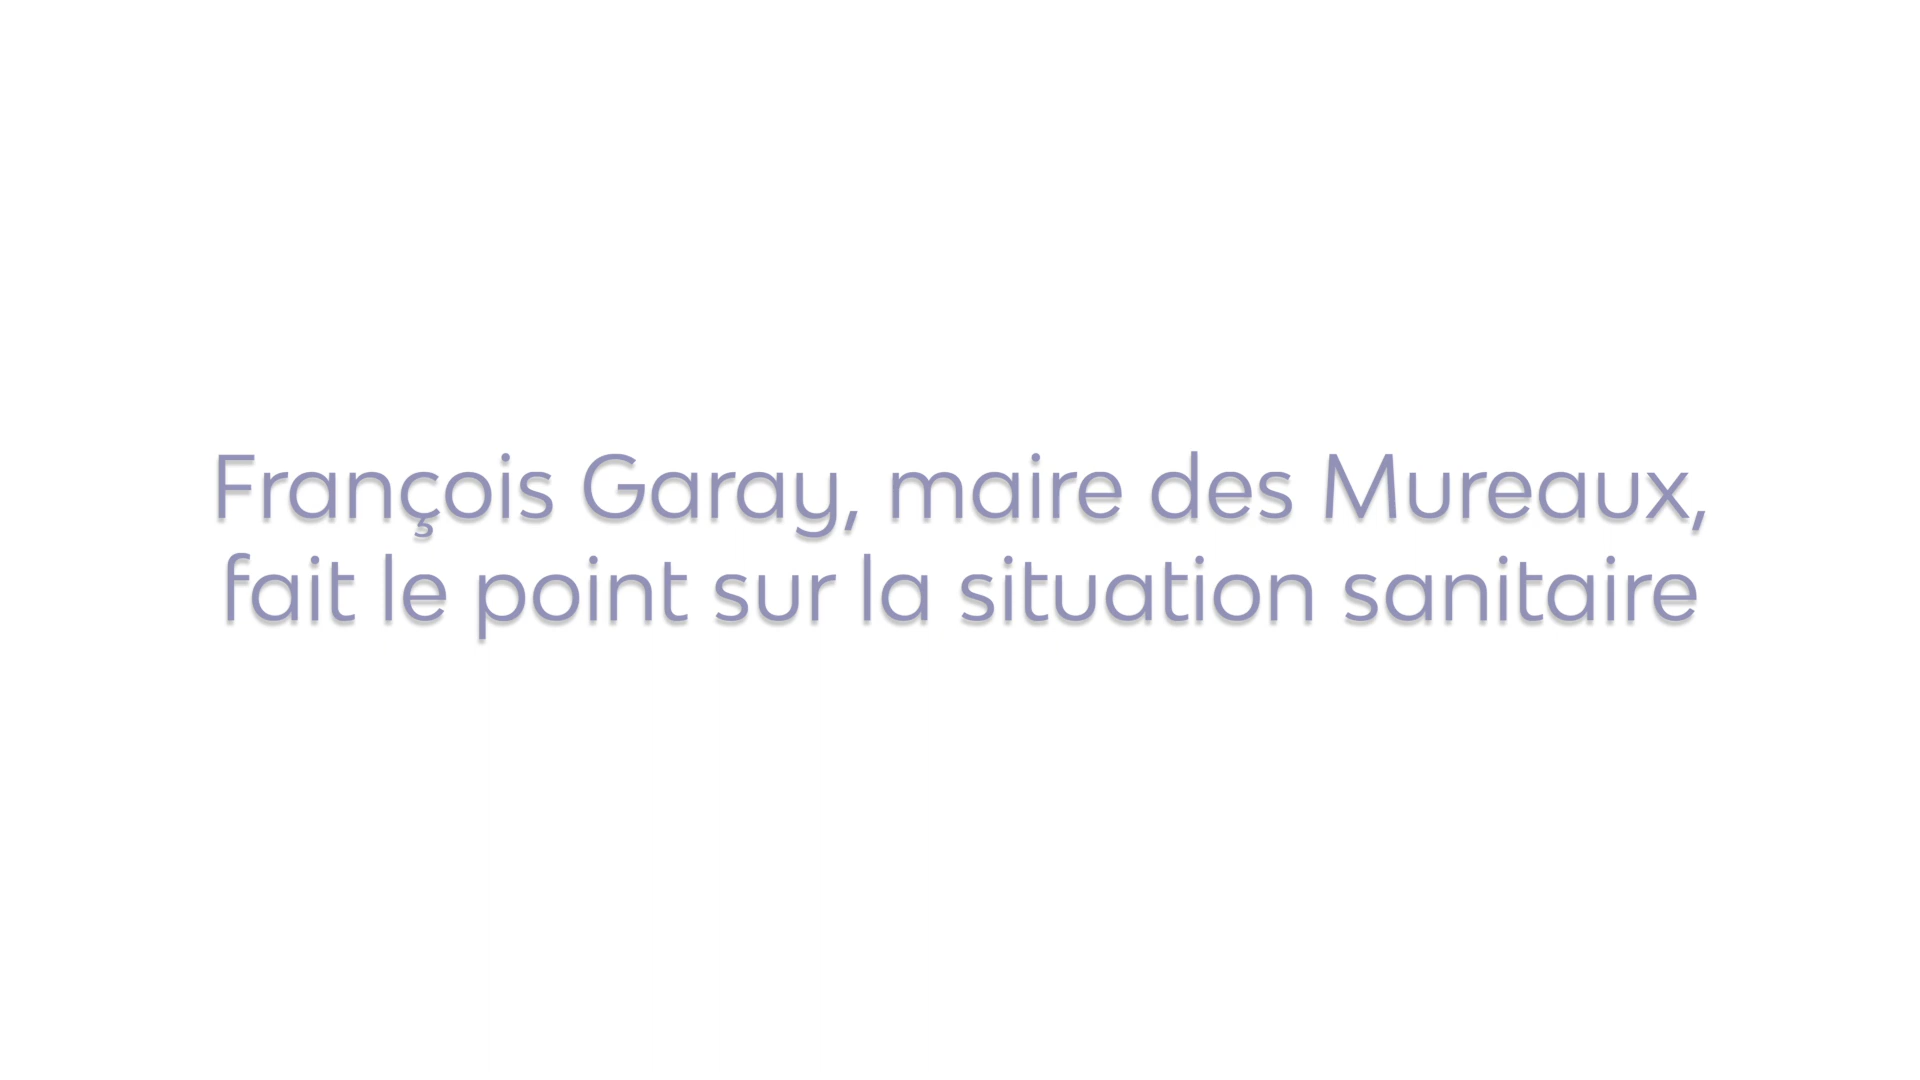 François Garay, maire des Mureaux,
fait le point sur la situation sanitaire